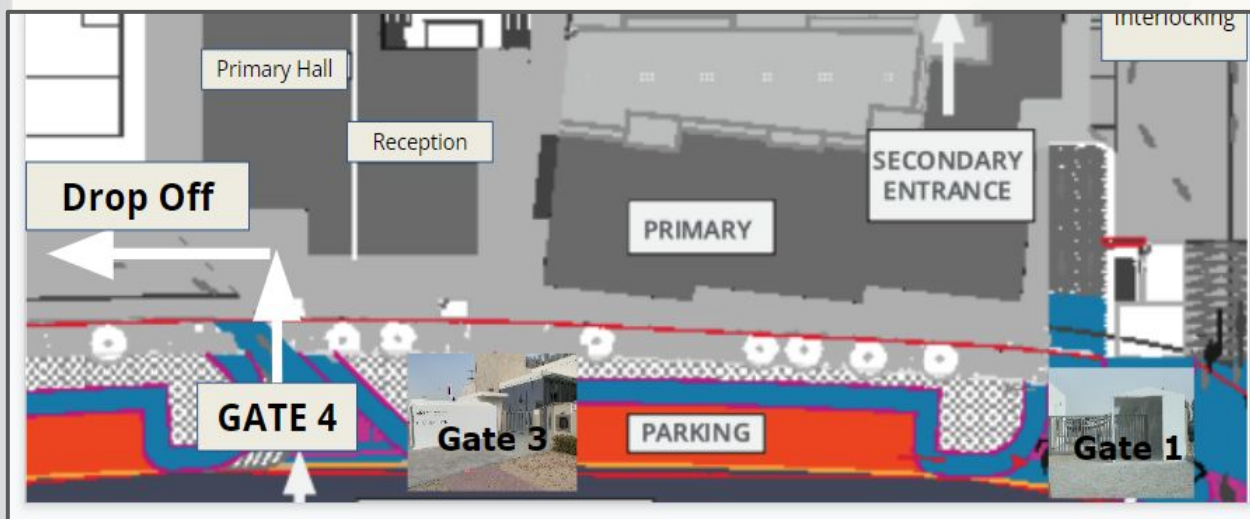 Interlocking
Primary Hall
Reception
SECONDARY
ENTRANCE
Drop Off
PRIMARY
GATE 4
Gate 3
PARKING
Gate 1